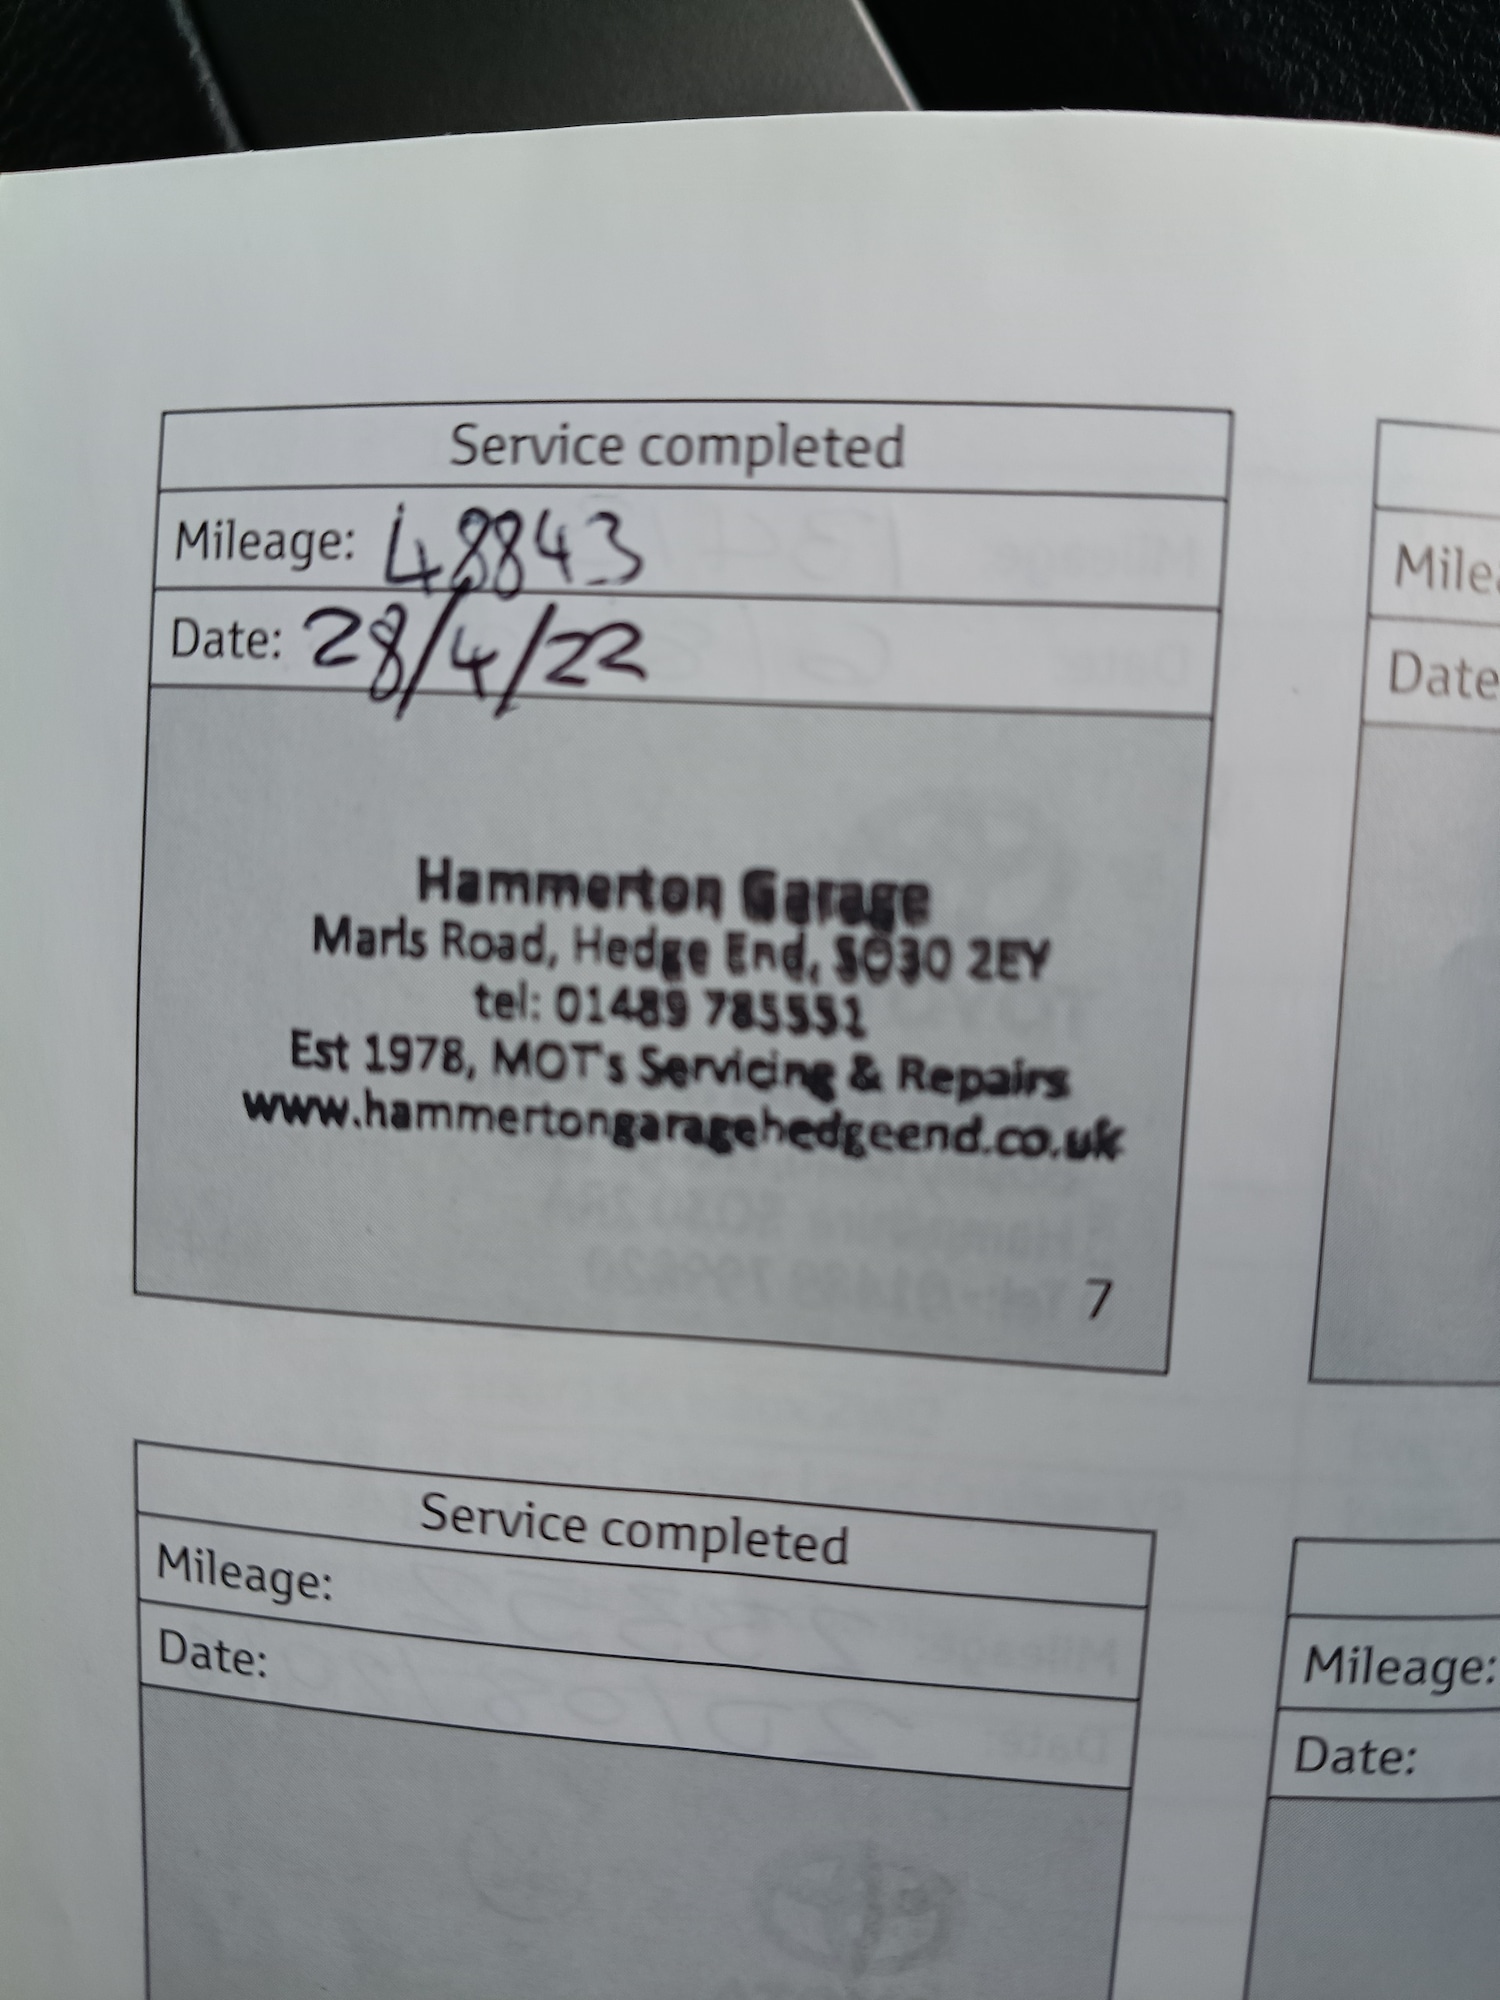 Service completed
Mileage: 48843
Date: 28/4/22
Hammerton Garage
Marls Road, Hedge End, SO30 2EY
tel: 01489 785551
Est 1978, MOT's Servicing & Repairs
www.hammertongaragehedgeend.co.uk
7
Mile
Date
Service completed
Mileage:
Date:
Mileage:
Date: